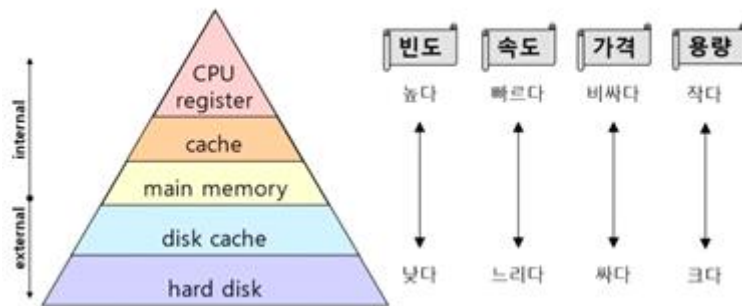 CPU
register
cache
main memory
disk cache
hard disk
internal
external
빈도 속도 가격 용량
높다 빠르다 비싸다 작다
낮다 느리다 싸다 크다